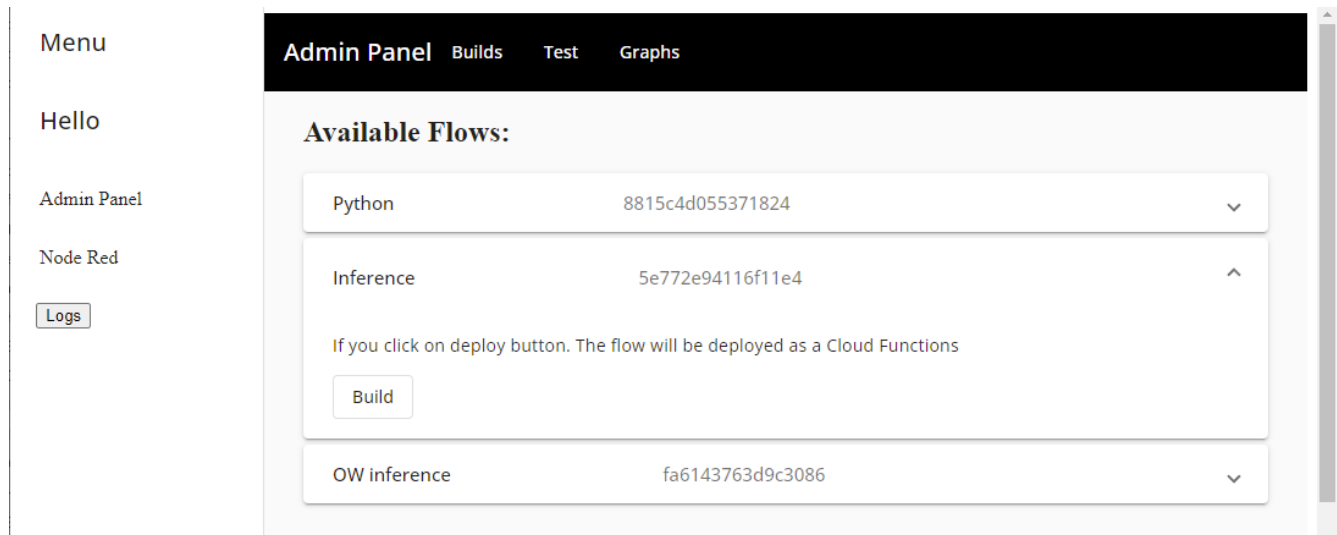 Menu
Hello
Admin Panel
Node Red
Logs
Admin Panel Builds Test Graphs
Available Flows:
Python 8815c4d055371824
Inference 5e772e94116f11e4
If you click on deploy button. The flow will be deployed as a Cloud Functions
Build
OW inference fa6143763d9c3086